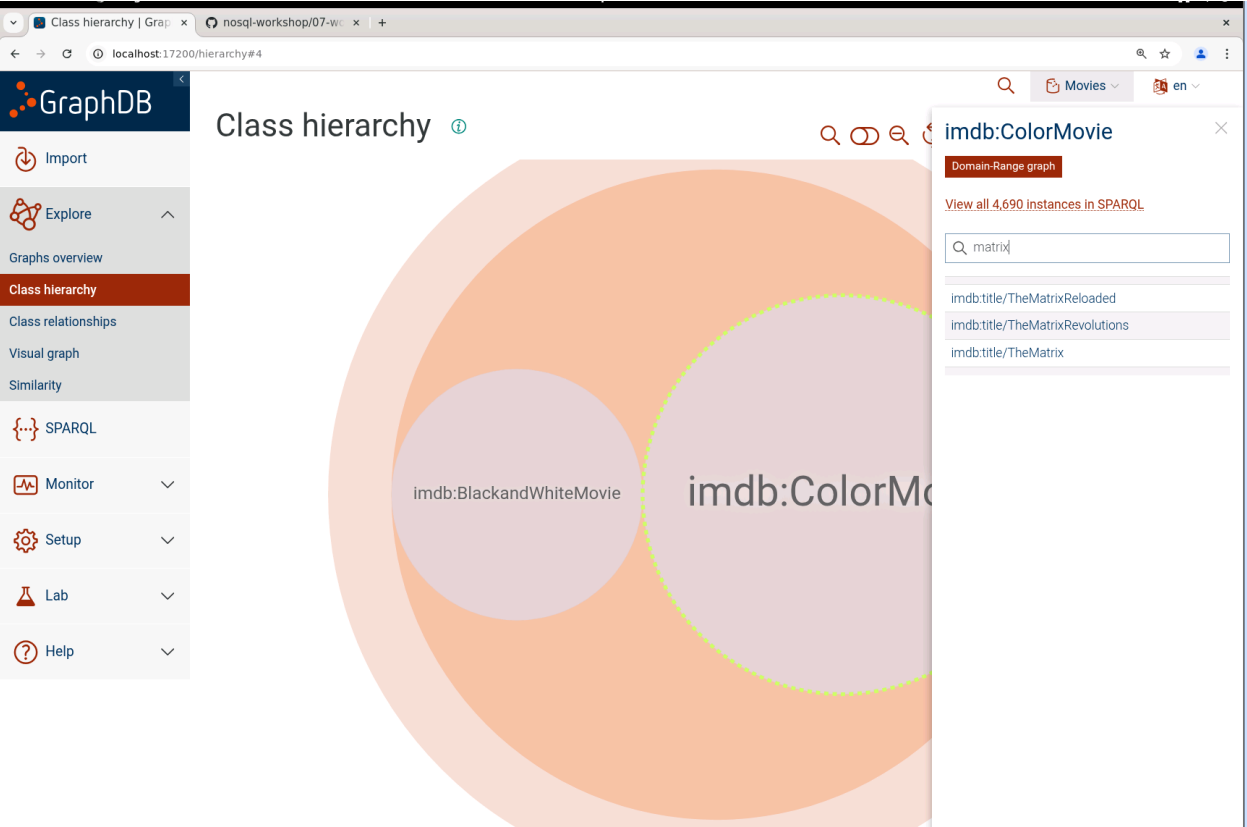 Class hierarchy | Grap
nosql-workshop/07-wo
localhost:17200/hierarchy#4
GraphDB
Movies
en
Class hierarchy
imdb:ColorMovie
Domain-Range graph
View all 4,690 instances in SPARQL
matrix
imdb:title/TheMatrixReloaded
imdb:title/TheMatrixRevolutions
imdb:title/TheMatrix
Import
Explore
Graphs overview
Class hierarchy
Class relationships
Visual graph
Similarity
SPARQL
Monitor
Setup
Lab
Help
imdb:BlackandWhiteMovie
imdb:ColorMo